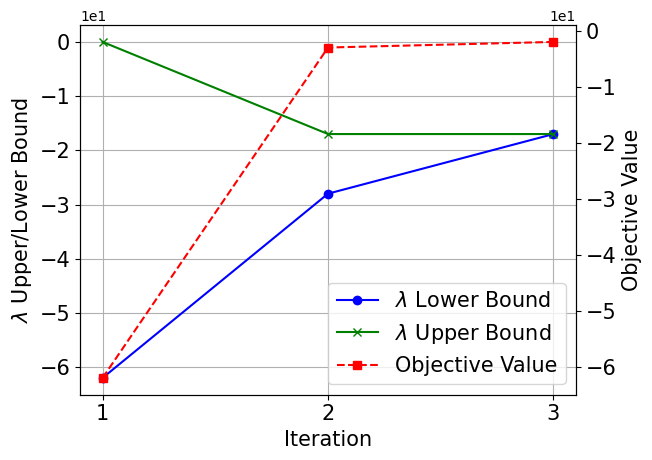 1e1
1e1
0
−1
−2
−3
−4
−5
−6
λ Upper/Lower Bound
0
−1
−2
−3
−4
−5
−6
Objective Value
λ Lower Bound
λ Upper Bound
Objective Value
1
2
3
Iteration